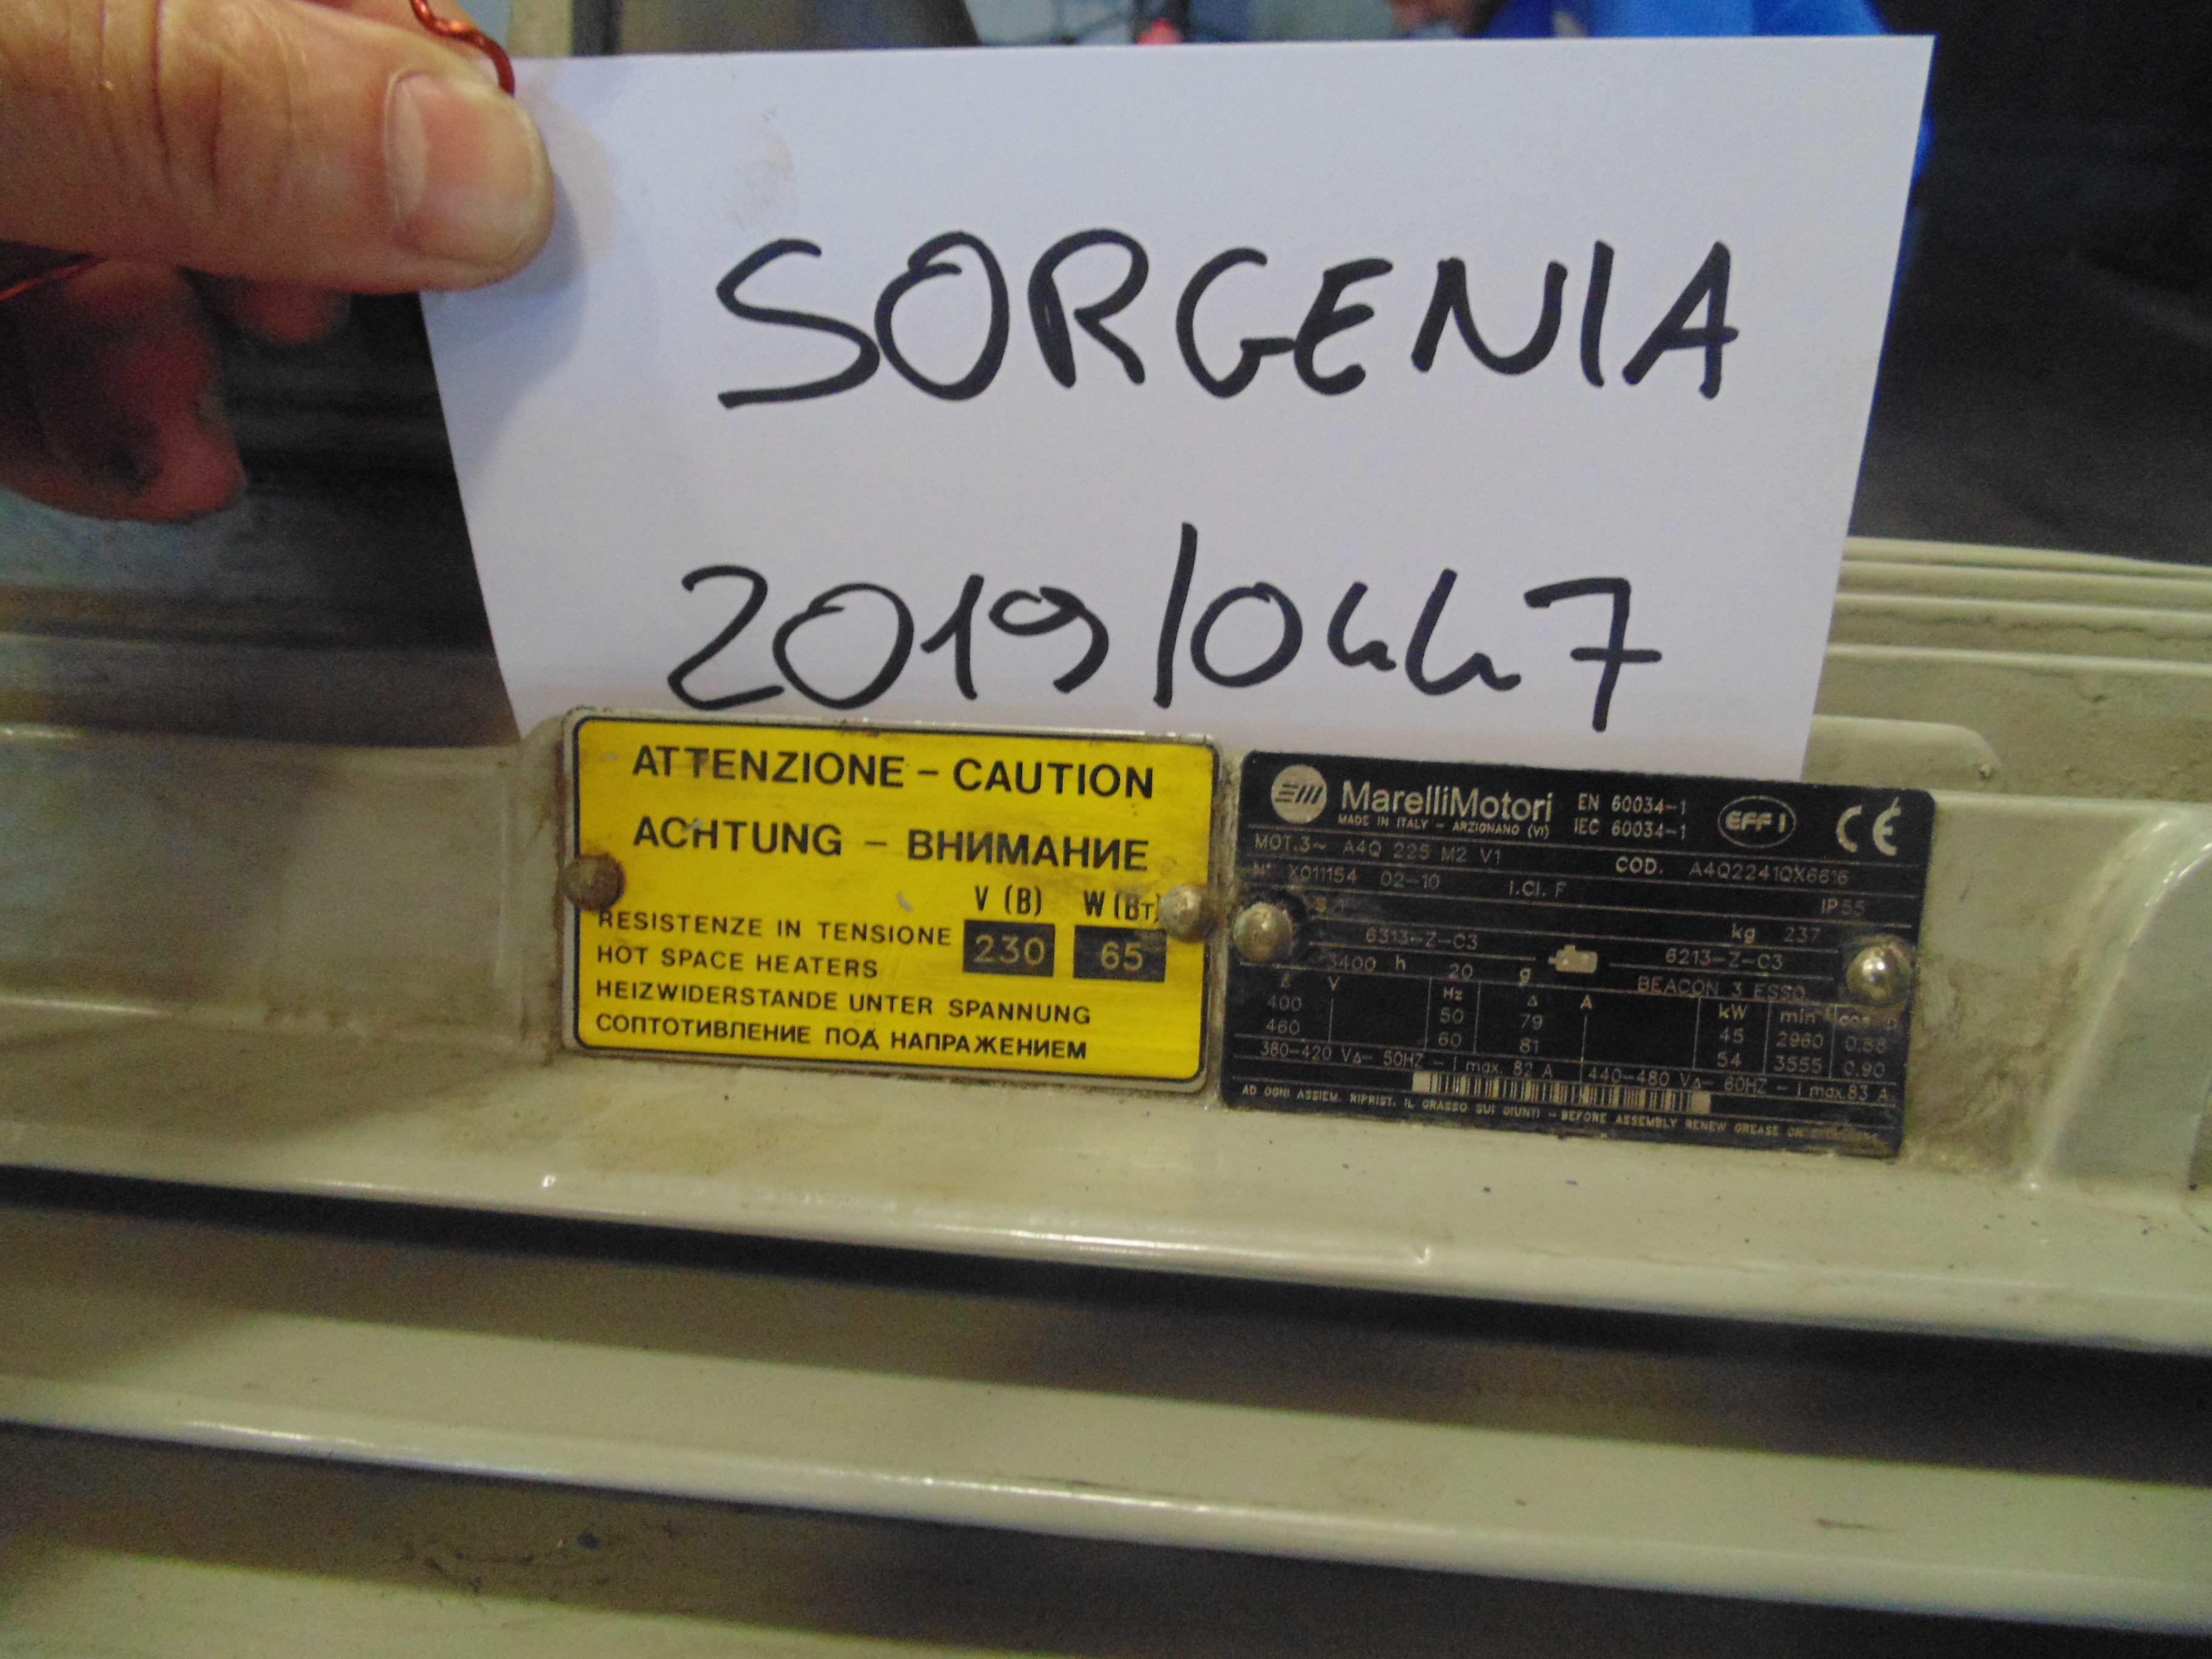 SORGENIA
2019/0447
ATTENZIONE – CAUTION
ACHTUNG – ВНИМАНИЕ
V (В) W (Вт)
RESISTENZE IN TENSIONE
HOT SPACE HEATERS
230 65
HEIZWIDERSTANDE UNTER SPANNUNG
СОПТОТИВЛЕНИЕ ПОД НАПРАЖЕНИЕМ
MarelliMotori
MADE IN ITALY – ARZIGNANO (VI)
EN 60034-1
IEC 60034-1
EFF 1
CE
MOT.3~ A4Q 225 M2 V1 COD. A4Q2241QX6616
N° X011154 02-10 I.Cl. F IP 55
S kg 237
6313-Z-C3 6213-Z-C3
3400 h 20 g BEACON 3 ESSO
V Hz Δ A kW min⁻¹ cos φ
400 50 79 45 2960 0.88
460 60 81 54 3555 0.90
380-420 VΔ- 50HZ - I max. 82 A 440-480 VΔ- 60HZ - I max.83 A
AD OGNI ASSIEM. RIPRIST. IL GRASSO SUI GIUNTI – BEFORE ASSEMBLY RENEW GREASE ON